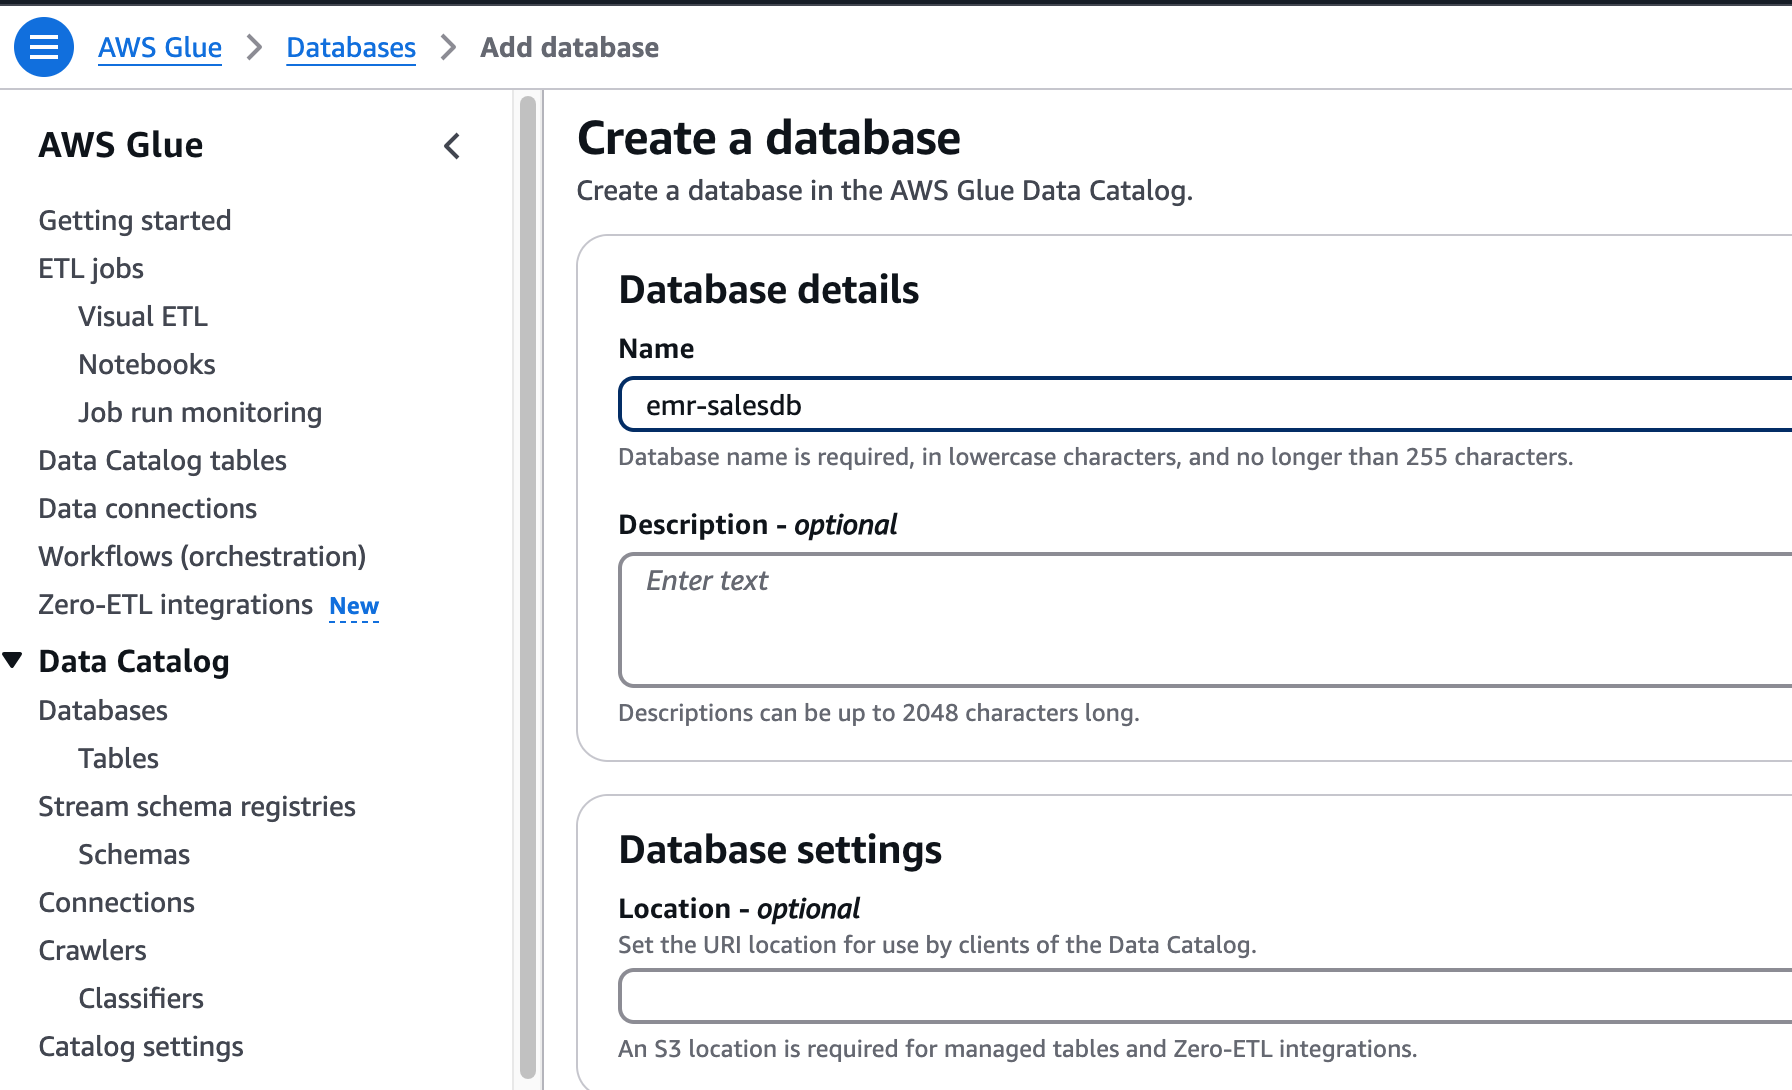 AWS Glue > Databases > Add database
AWS Glue
Getting started
ETL jobs
Visual ETL
Notebooks
Job run monitoring
Data Catalog tables
Data connections
Workflows (orchestration)
Zero-ETL integrations New
Data Catalog
Databases
Tables
Stream schema registries
Schemas
Connections
Crawlers
Classifiers
Catalog settings
Create a database
Create a database in the AWS Glue Data Catalog.
Database details
Name
emr-salesdb
Database name is required, in lowercase characters, and no longer than 255 characters.
Description - optional
Enter text
Descriptions can be up to 2048 characters long.
Database settings
Location - optional
Set the URI location for use by clients of the Data Catalog.
An S3 location is required for managed tables and Zero-ETL integrations.